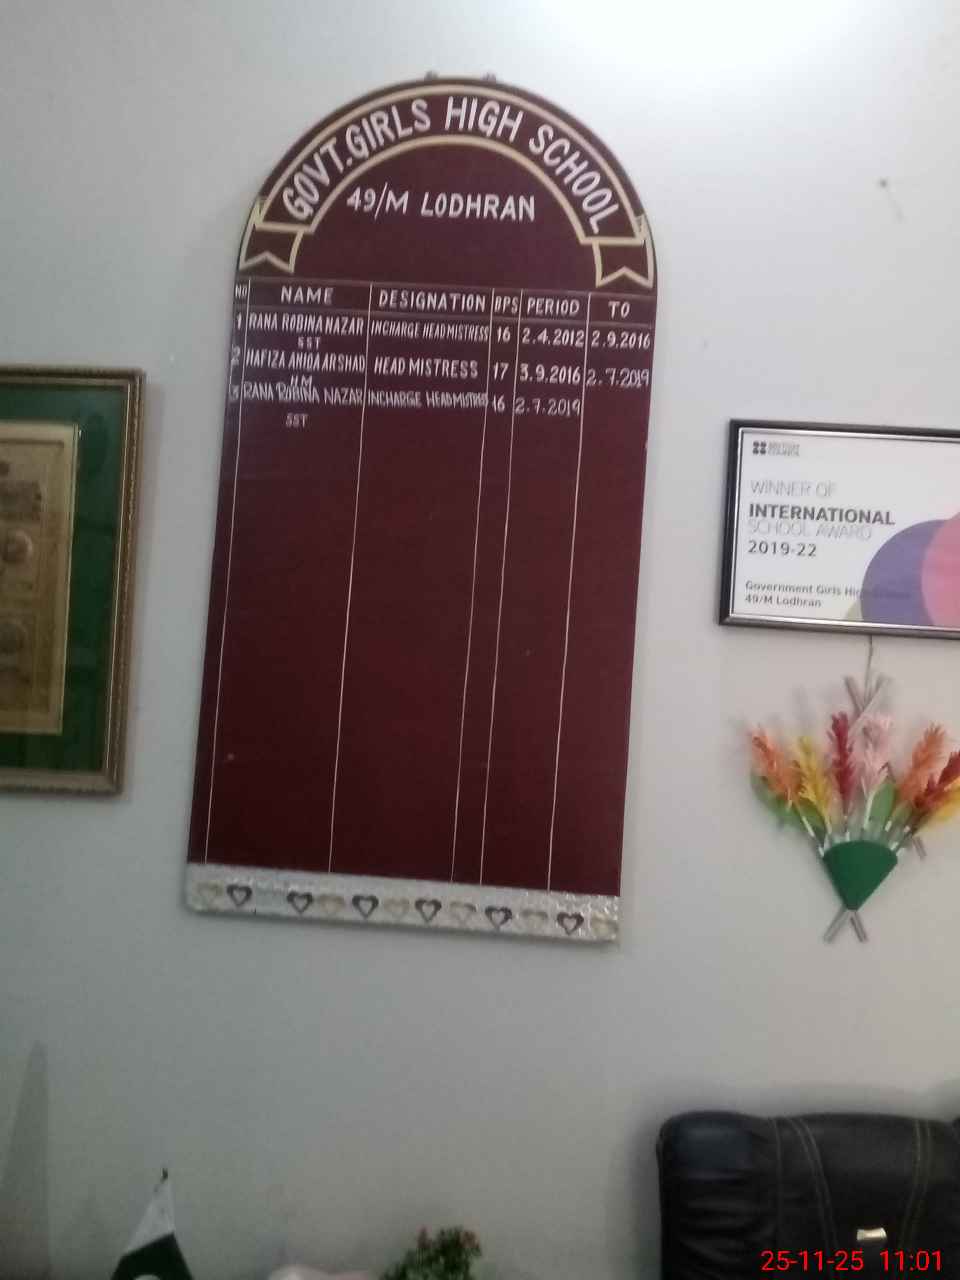 GOVT. GIRLS HIGH SCHOOL
49/M LODHRAN
NO NAME DESIGNATION BPS PERIOD TO
1 RANA ROBINA NAZAR INCHARGE HEADMISTRESS 16 2.4.2012 2.9.2016
SST
2 HAFIZA ANIQA ARSHAD HEAD MISTRESS 17 3.9.2016 2.7.2019
H.M
3 RANA ROBINA NAZAR INCHARGE HEADMISTRESS 16 2.7.2019
SST
BRITISH
COUNCIL
WINNER OF
INTERNATIONAL
SCHOOL AWARD
2019-22
Government Girls High School
49/M Lodhran
25-11-25 11:01